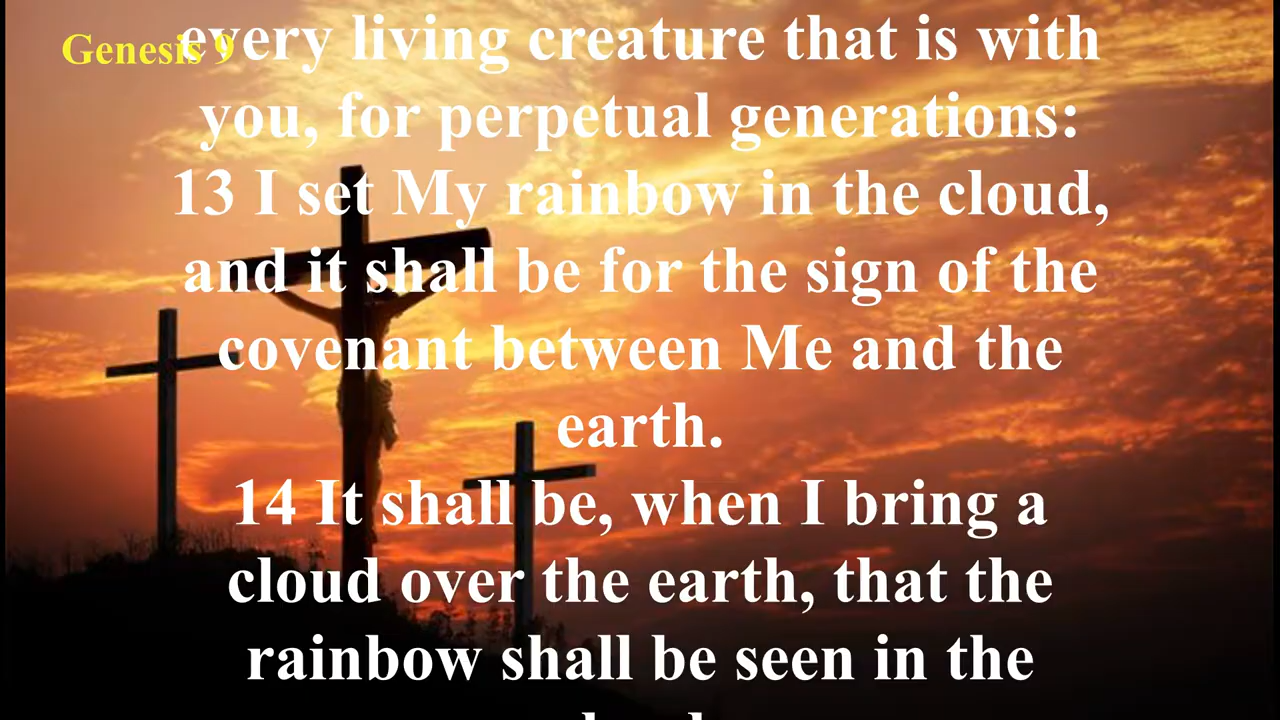 Genesis 9
every living creature that is with
you, for perpetual generations:
13 I set My rainbow in the cloud,
and it shall be for the sign of the
covenant between Me and the
earth.
14 It shall be, when I bring a
cloud over the earth, that the
rainbow shall be seen in the